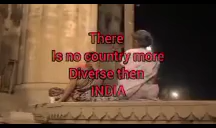 There
Is no country more
Diverse then
INDIA